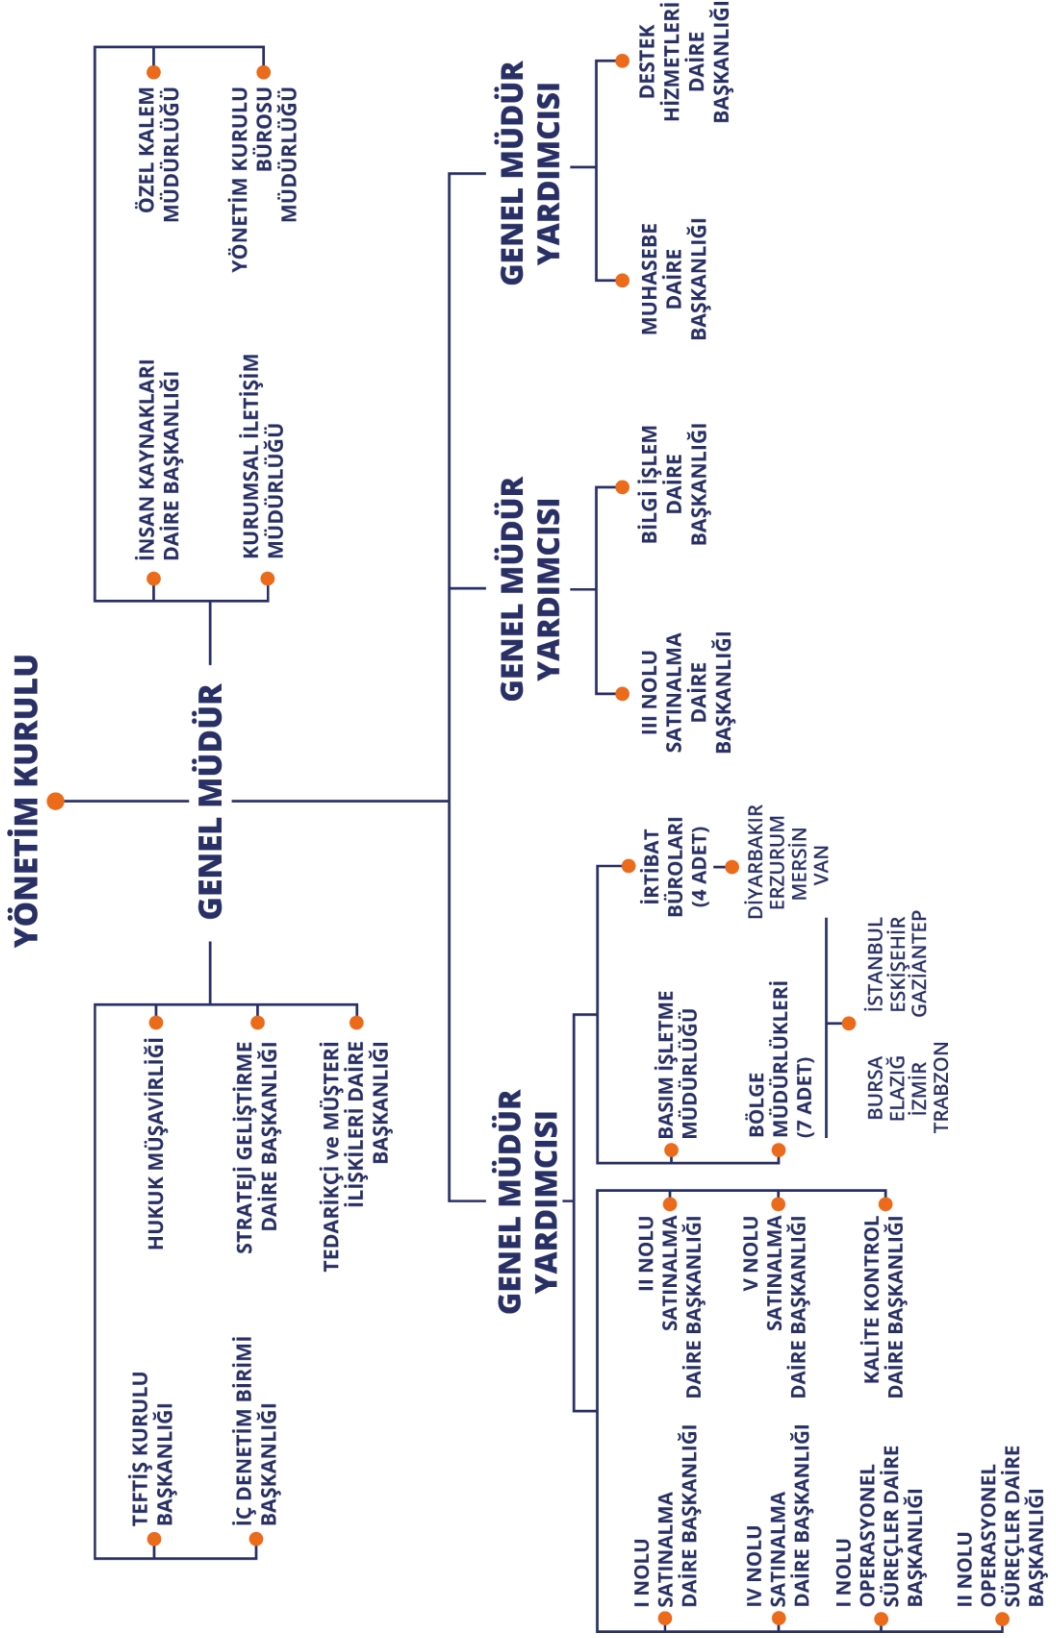 YÖNETİM KURULU
GENEL MÜDÜR
TEFTİŞ KURULU
BAŞKANLIĞI
İÇ DENETİM BİRİMİ
BAŞKANLIĞI
HUKUK MÜŞAVİRLİĞİ
STRATEJİ GELİŞTİRME
DAİRE BAŞKANLIĞI
TEDARİKÇİ ve MÜŞTERİ
İLİŞKİLERİ DAİRE
BAŞKANLIĞI
İNSAN KAYNAKLARI
DAİRE BAŞKANLIĞI
KURUMSAL İLETİŞİM
MÜDÜRLÜĞÜ
ÖZEL KALEM
MÜDÜRLÜĞÜ
YÖNETİM KURULU
BÜROSU
MÜDÜRLÜĞÜ
GENEL MÜDÜR
YARDIMCISI
I NOLU
SATINALMA
DAİRE BAŞKANLIĞI
IV NOLU
SATINALMA
DAİRE BAŞKANLIĞI
I NOLU
OPERASYONEL
SÜREÇLER DAİRE
BAŞKANLIĞI
II NOLU
OPERASYONEL
SÜREÇLER DAİRE
BAŞKANLIĞI
II NOLU
SATINALMA
DAİRE BAŞKANLIĞI
V NOLU
SATINALMA
DAİRE BAŞKANLIĞI
KALİTE KONTROL
DAİRE BAŞKANLIĞI
BASIM İŞLETME
MÜDÜRLÜĞÜ
BÖLGE
MÜDÜRLÜKLERİ
(7 ADET)
BURSA
ELAZIĞ
İZMİR
TRABZON
İSTANBUL
ESKİŞEHİR
GAZİANTEP
İRTİBAT
BÜROLARI
(4 ADET)
DİYARBAKIR
ERZURUM
MERSİN
VAN
GENEL MÜDÜR
YARDIMCISI
III NOLU
SATINALMA
DAİRE
BAŞKANLIĞI
BİLGİ İŞLEM
DAİRE
BAŞKANLIĞI
GENEL MÜDÜR
YARDIMCISI
MUHASEBE
DAİRE
BAŞKANLIĞI
DESTEK
HİZMETLERİ
DAİRE
BAŞKANLIĞI